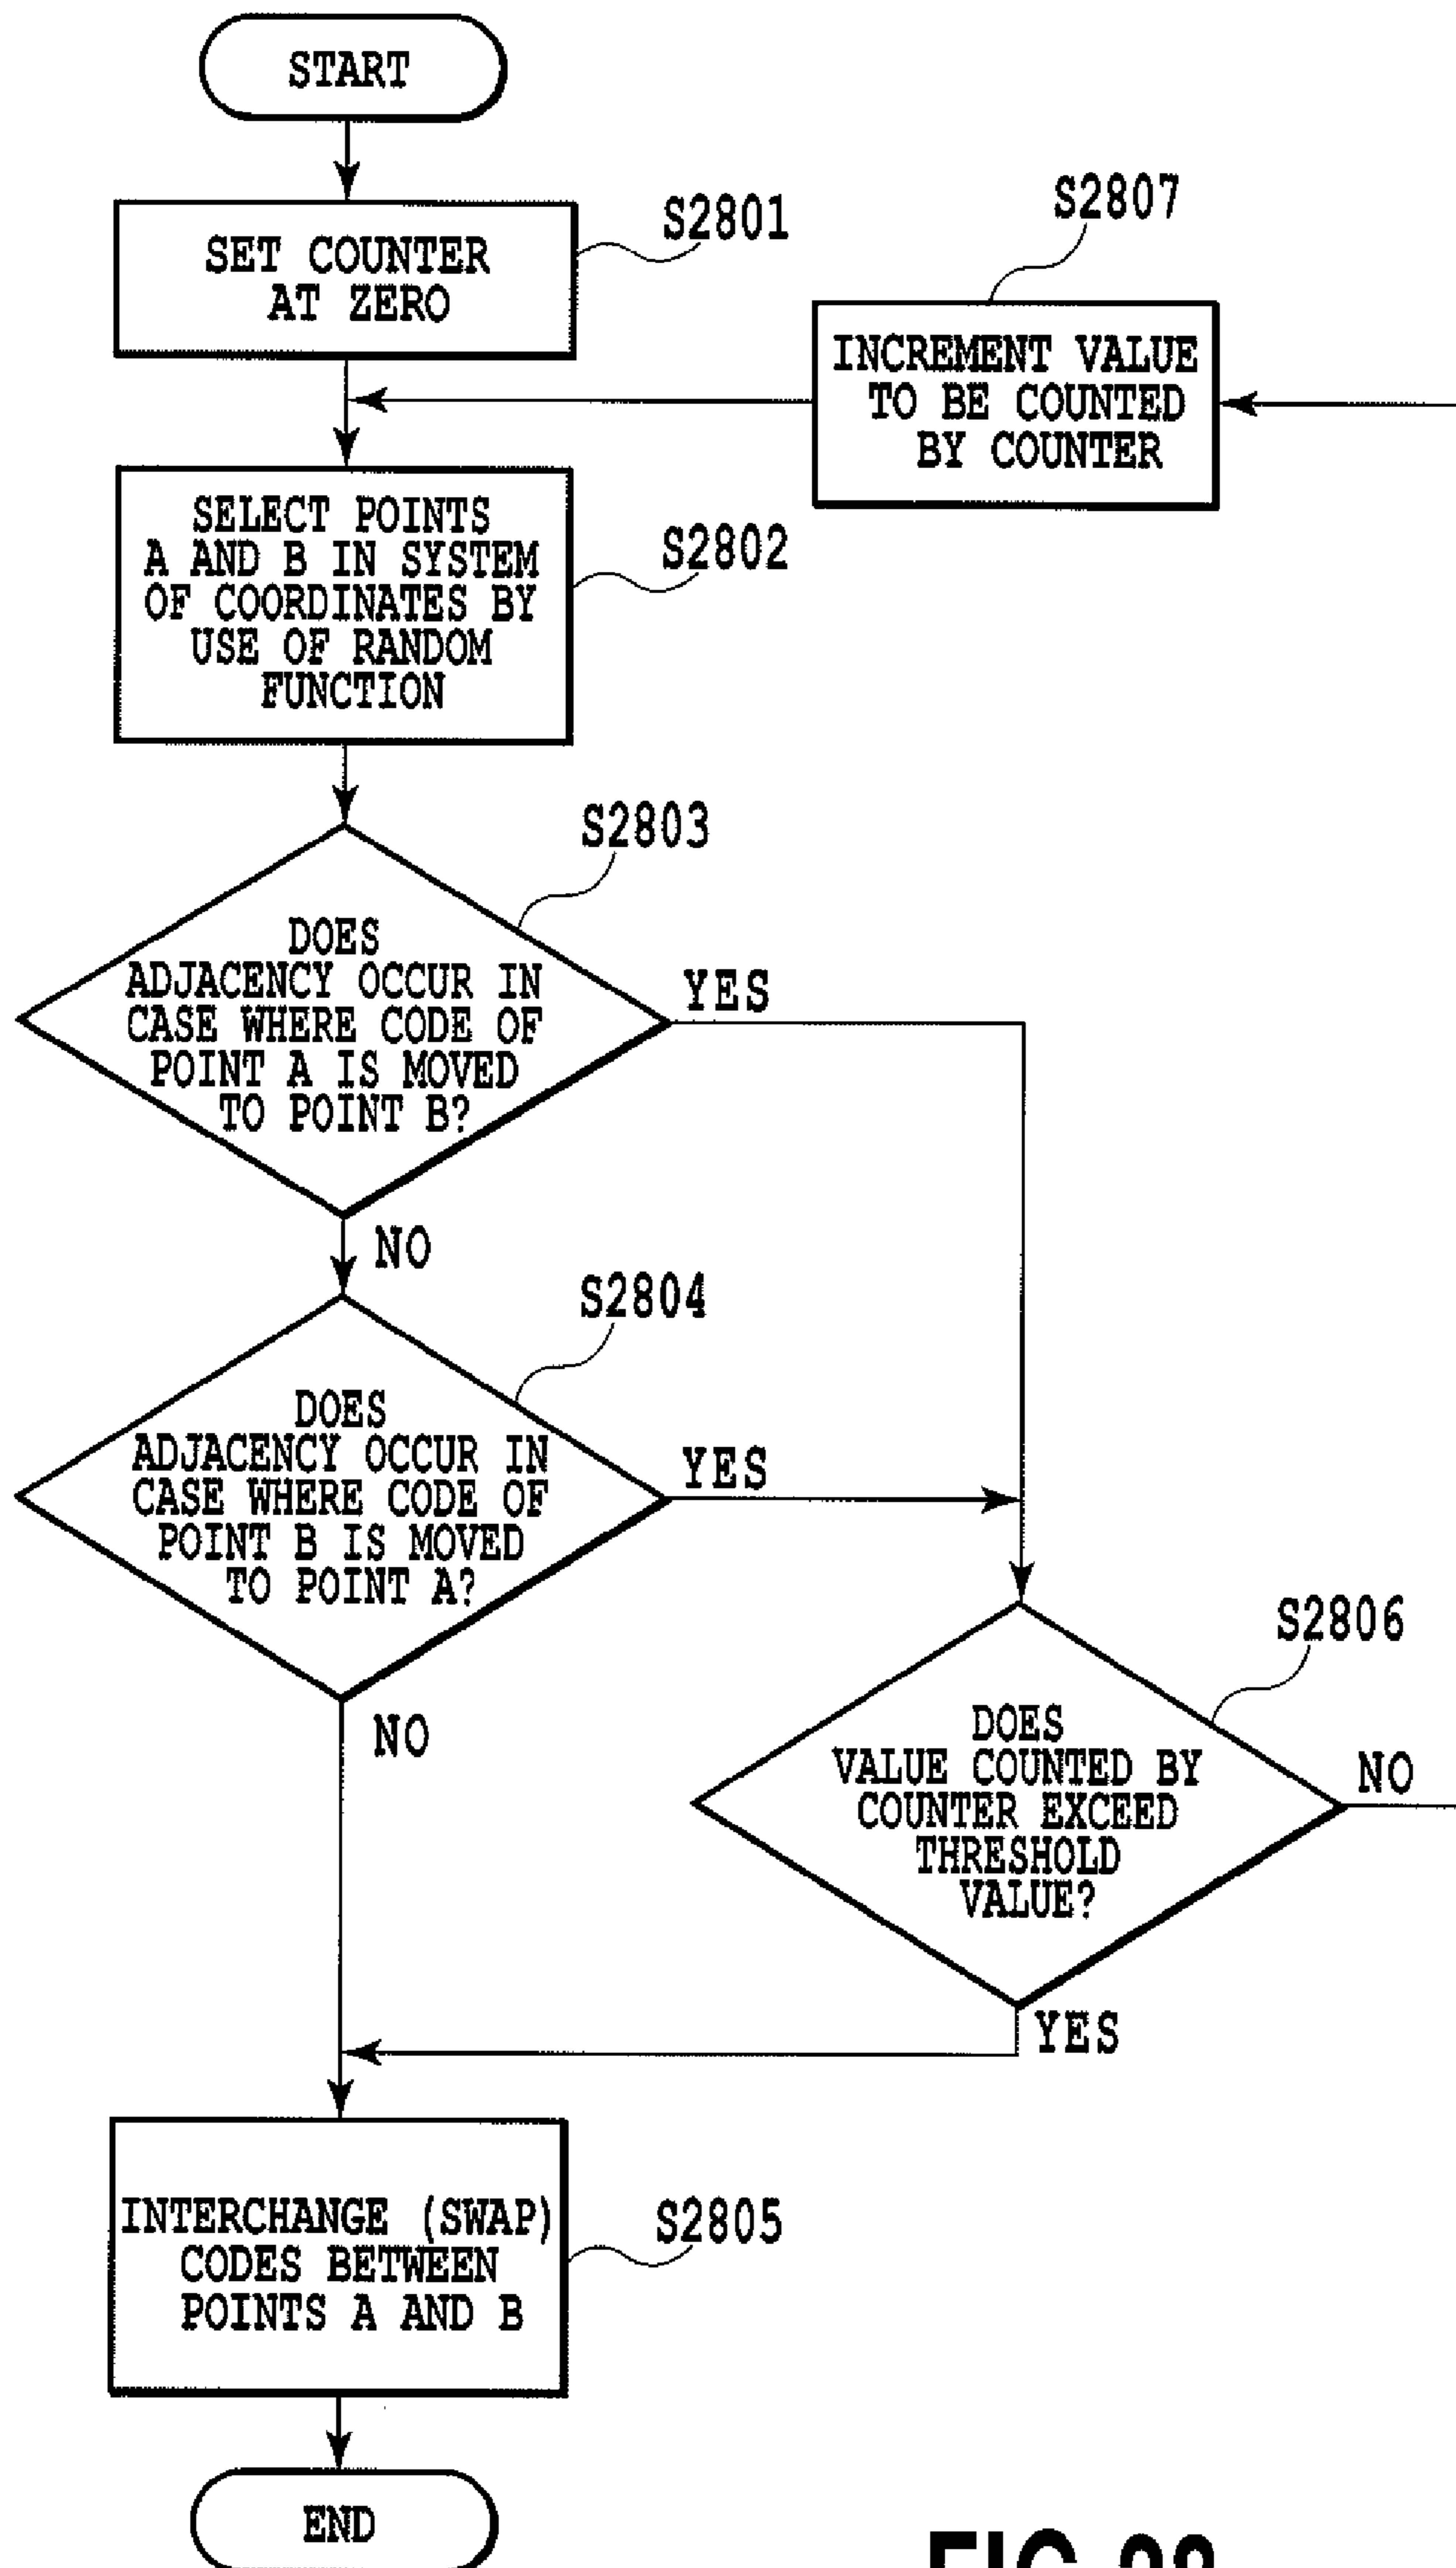 START
S2801
SET COUNTER
AT ZERO
S2807
INCREMENT VALUE
TO BE COUNTED
BY COUNTER
SELECT POINTS
A AND B IN SYSTEM
OF COORDINATES BY
USE OF RANDOM
FUNCTION
S2802
S2803
DOES
ADJACENCY OCCUR IN
CASE WHERE CODE OF
POINT A IS MOVED
TO POINT B?
YES
NO
S2804
DOES
ADJACENCY OCCUR IN
CASE WHERE CODE OF
POINT B IS MOVED
TO POINT A?
YES
NO
S2806
DOES
VALUE COUNTED BY
COUNTER EXCEED
THRESHOLD
VALUE?
NO
YES
INTERCHANGE (SWAP)
CODES BETWEEN
POINTS A AND B
S2805
END